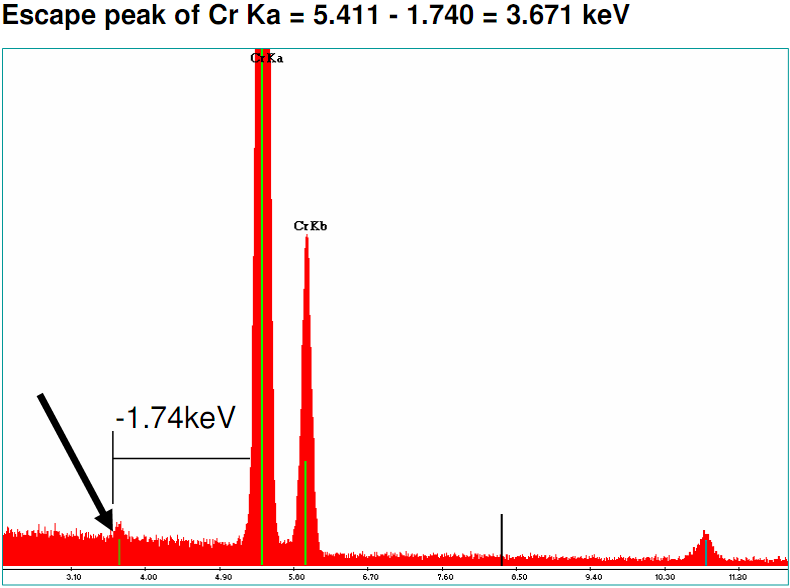 Escape peak of Cr Ka = 5.411 - 1.740 = 3.671 keV
CrKa
CrKb
-1.74keV
3.10 4.00 4.90 5.80 6.70 7.60 8.50 9.40 10.30 11.20